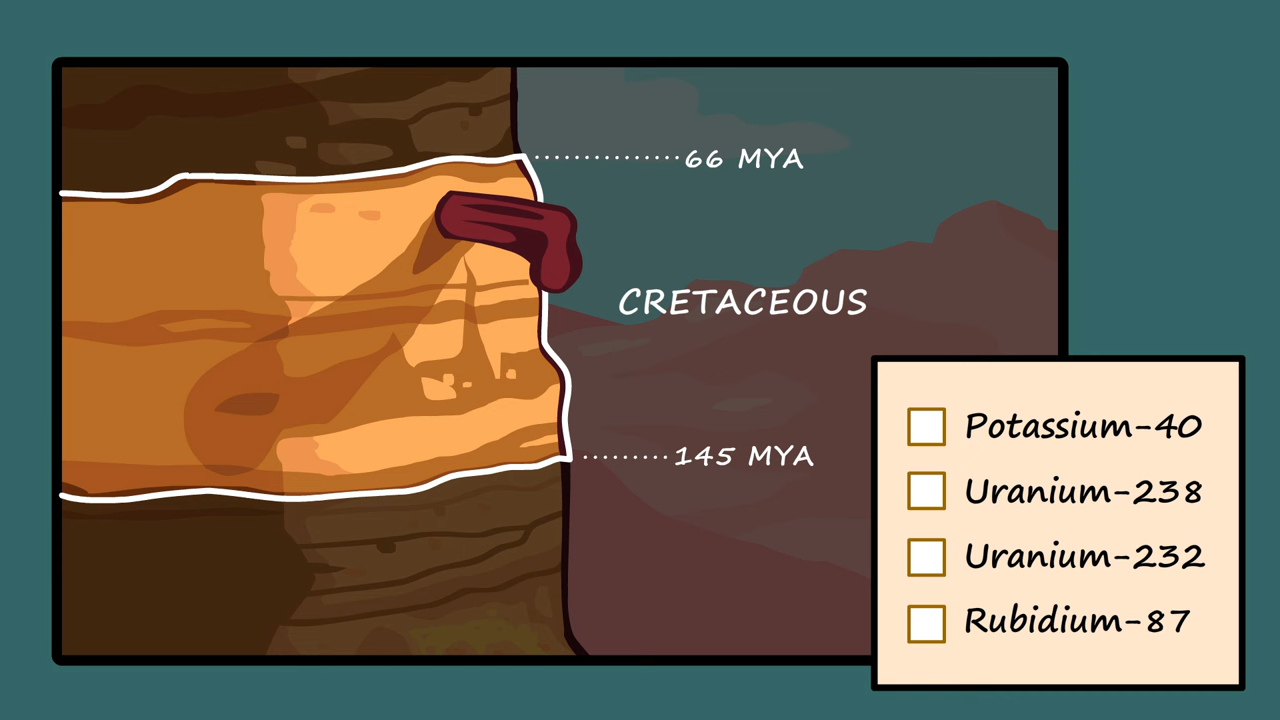 66 MYA
CRETACEOUS
145 MYA
Potassium-40
Uranium-238
Uranium-232
Rubidium-87